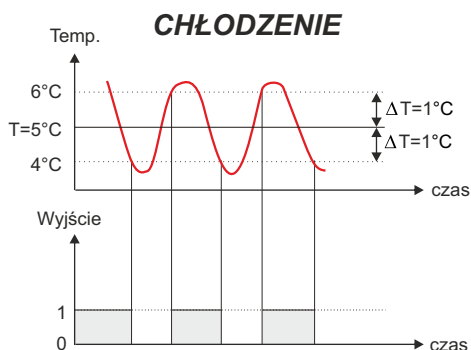 CHŁODZENIE
Temp.
6°C
ΔT=1°C
T=5°C
ΔT=1°C
4°C
czas
Wyjście
1
0
czas